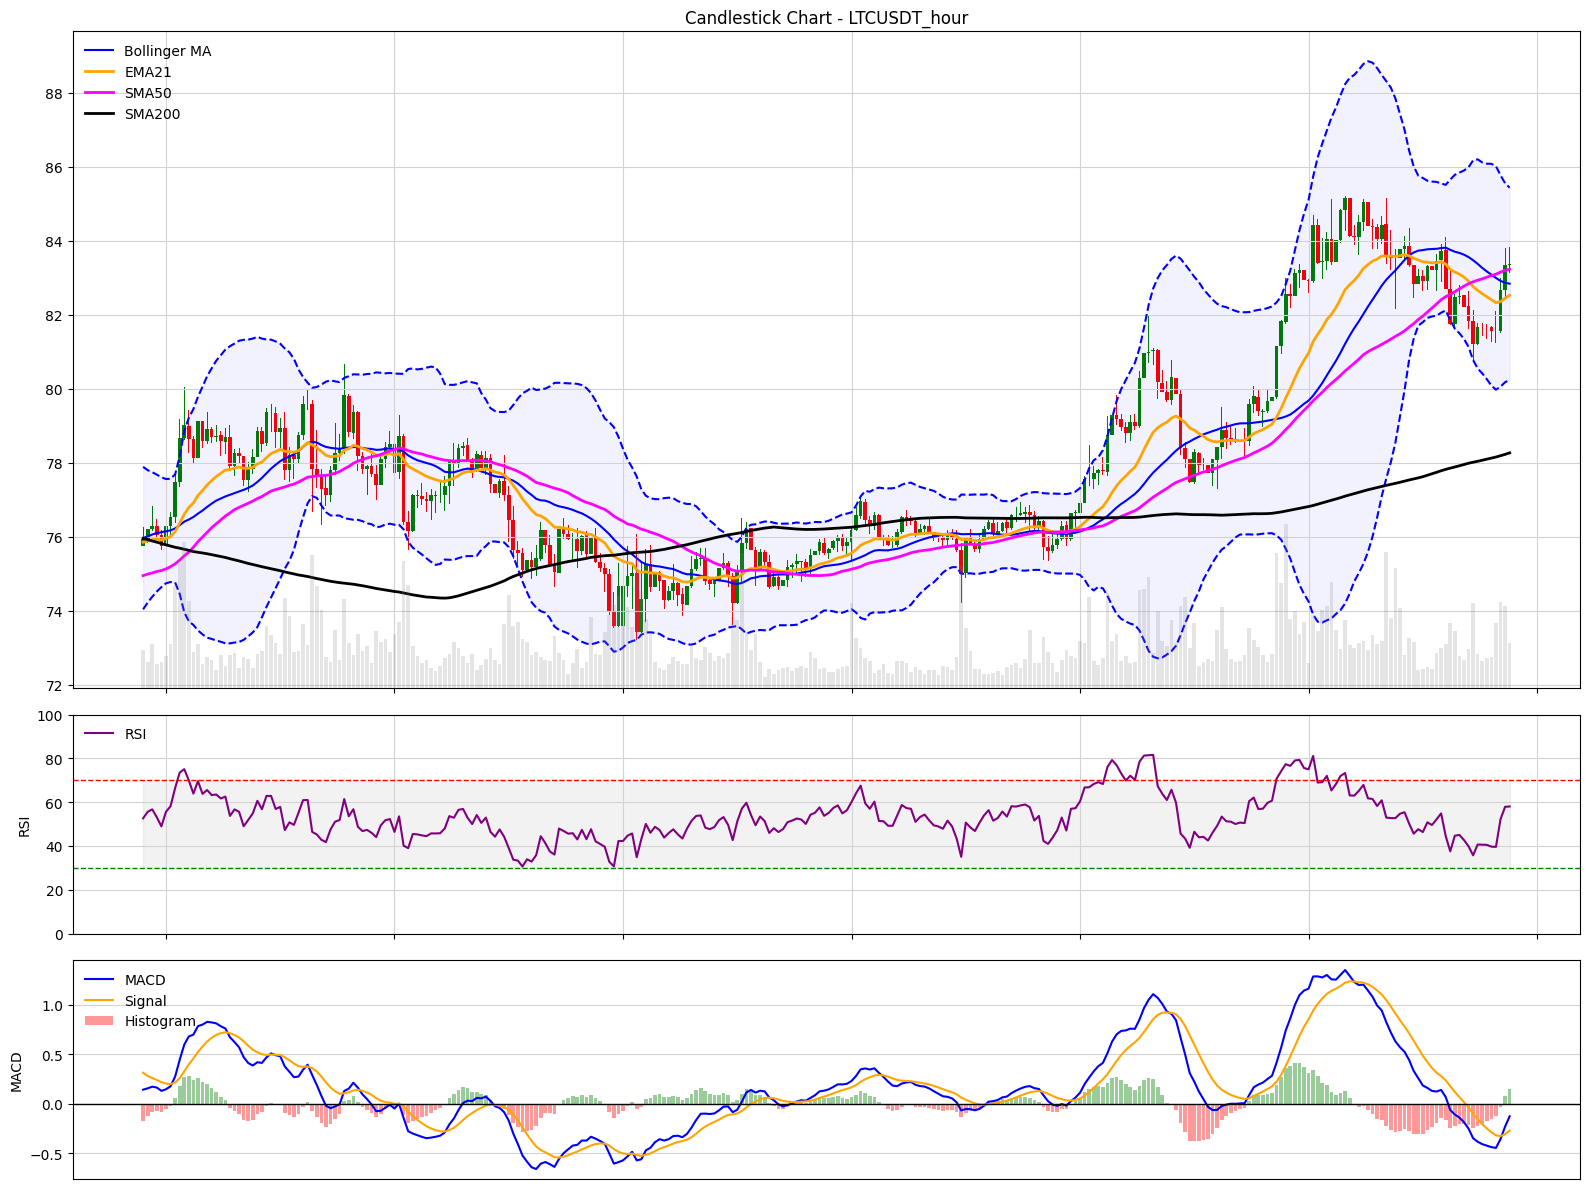 Candlestick Chart - LTCUSDT_hour
Bollinger MA
EMA21
SMA50
SMA200
88
86
84
82
80
78
76
74
72
100
80
60
40
20
0
RSI
RSI
1.0
0.5
0.0
−0.5
MACD
MACD
Signal
Histogram